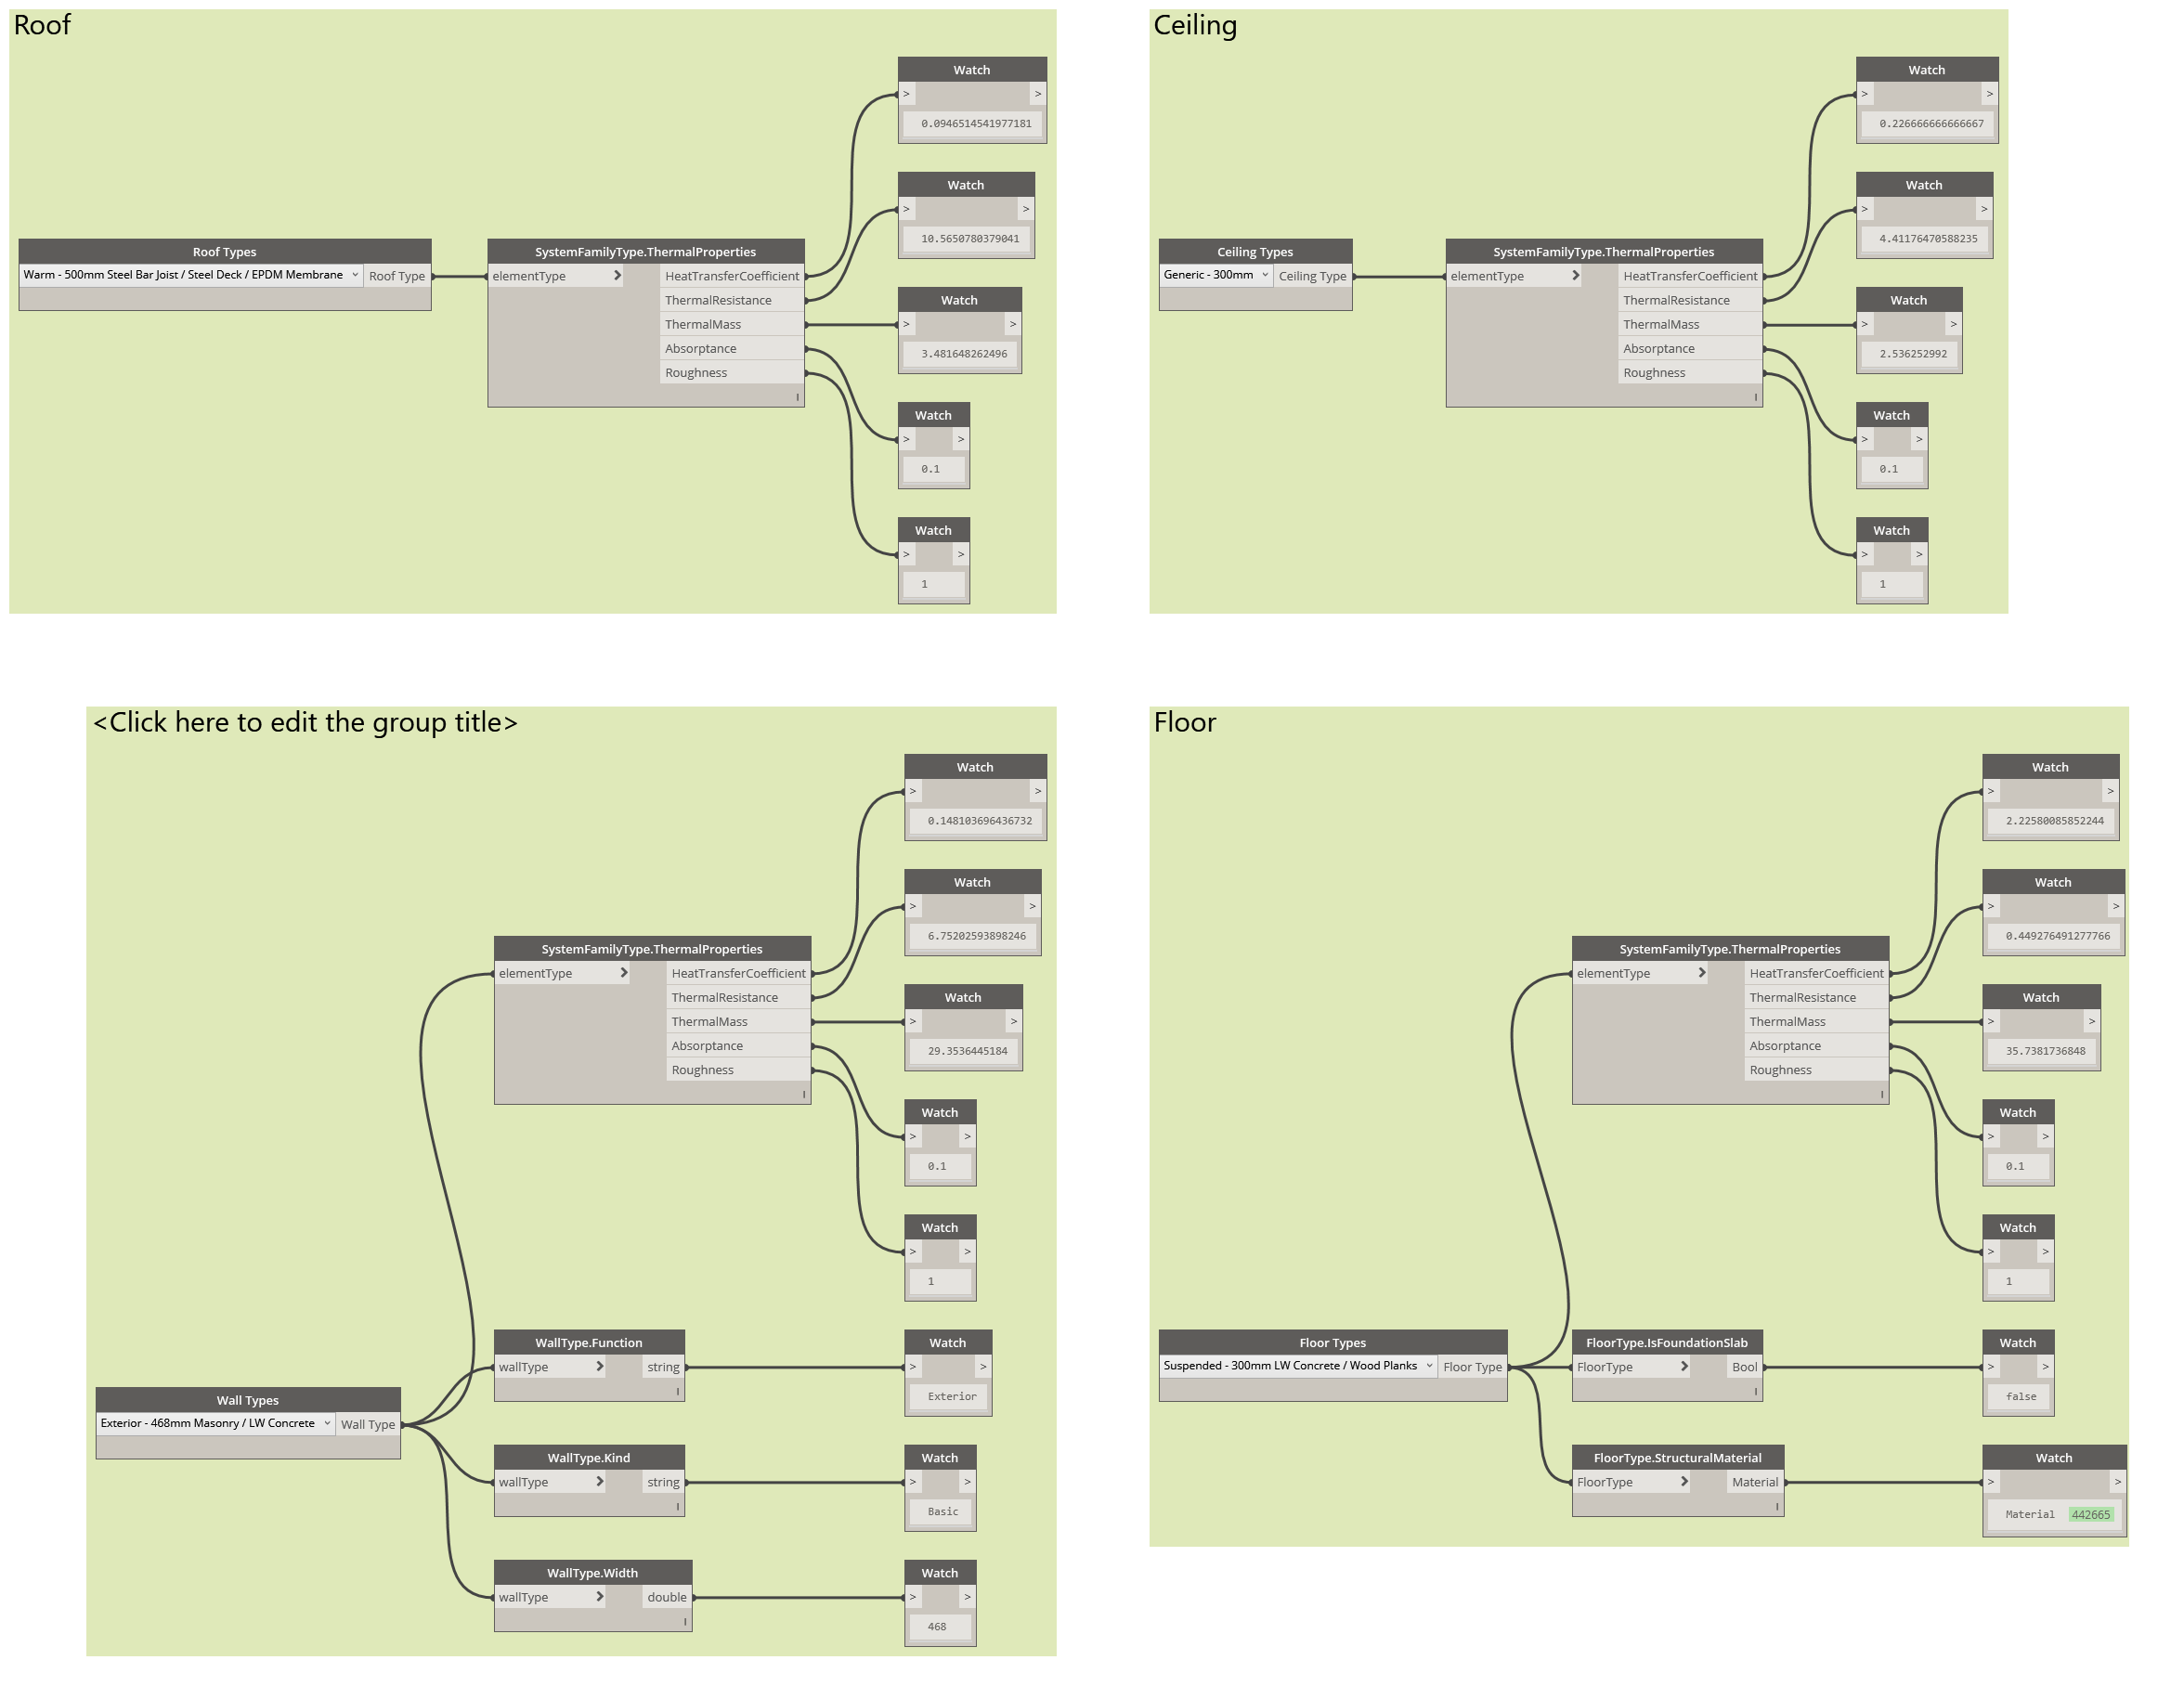 Roof
Watch
>
>
0.0946514541977181
Watch
>
>
10.5650780379041
Roof Types
Warm - 500mm Steel Bar Joist / Steel Deck / EPDM Membrane
Roof Type
SystemFamilyType.ThermalProperties
elementType
>
HeatTransferCoefficient
ThermalResistance
ThermalMass
Absorptance
Roughness
l
Watch
>
>
3.481648262496
Watch
>
>
0.1
Watch
>
>
1
Ceiling
Watch
>
>
0.226666666666667
Watch
>
>
4.41176470588235
Ceiling Types
Generic - 300mm
Ceiling Type
SystemFamilyType.ThermalProperties
elementType
>
HeatTransferCoefficient
ThermalResistance
ThermalMass
Absorptance
Roughness
l
Watch
>
>
2.536252992
Watch
>
>
0.1
Watch
>
>
1
<Click here to edit the group title>
Watch
>
>
0.148103696436732
Watch
>
>
6.75202593898246
SystemFamilyType.ThermalProperties
elementType
>
HeatTransferCoefficient
ThermalResistance
ThermalMass
Absorptance
Roughness
l
Watch
>
>
29.3536445184
Watch
>
>
0.1
Watch
>
>
1
Wall Types
Exterior - 468mm Masonry / LW Concrete
Wall Type
WallType.Function
wallType
>
string
l
Watch
>
>
Exterior
WallType.Kind
wallType
>
string
l
Watch
>
>
Basic
WallType.Width
wallType
>
double
l
Watch
>
>
468
Floor
Watch
>
>
2.22580085852244
Watch
>
>
0.449276491277766
SystemFamilyType.ThermalProperties
elementType
>
HeatTransferCoefficient
ThermalResistance
ThermalMass
Absorptance
Roughness
l
Watch
>
>
35.7381736848
Watch
>
>
0.1
Watch
>
>
1
Floor Types
Suspended - 300mm LW Concrete / Wood Planks
Floor Type
FloorType.IsFoundationSlab
FloorType
>
Bool
l
Watch
>
>
false
FloorType.StructuralMaterial
FloorType
>
Material
l
Watch
>
>
Material 442665